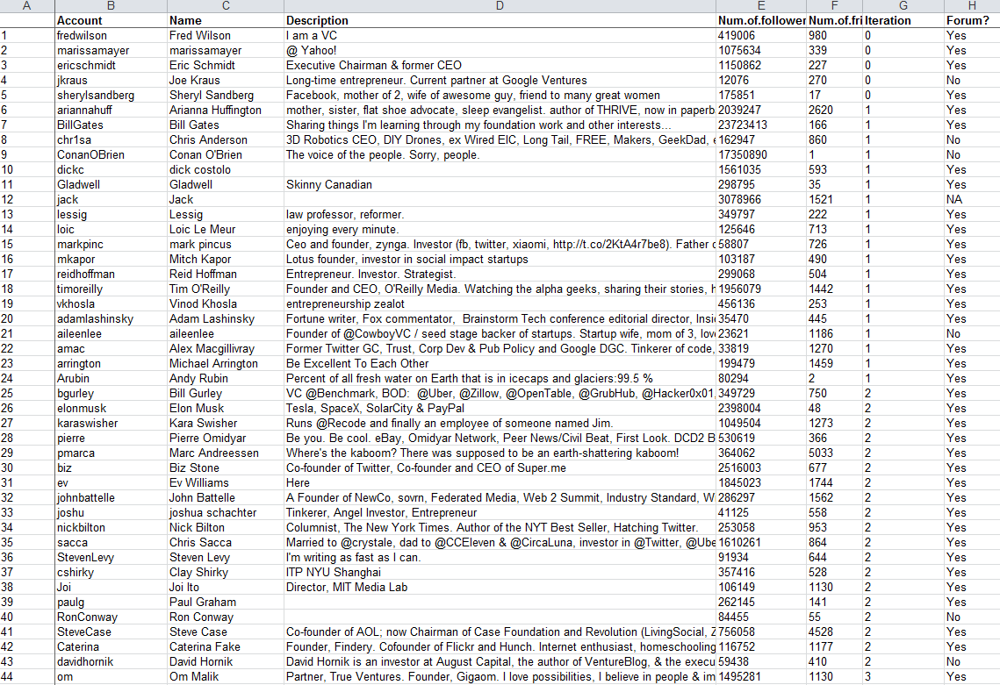 A B C D E F G H
Account Name Description Num.of.follower Num.of.fri Iteration Forum?
1 fredwilson Fred Wilson I am a VC 419006 980 0 Yes
2 marissamayer marissamayer @ Yahoo! 1075634 339 0 Yes
3 ericschmidt Eric Schmidt Executive Chairman & former CEO 1150862 227 0 Yes
4 jkraus Joe Kraus Long-time entrepreneur. Current partner at Google Ventures 12076 270 0 No
5 sherylsandberg Sheryl Sandberg Facebook, mother of 2, wife of awesome guy, friend to many great women 175851 17 0 Yes
6 ariannahuff Arianna Huffington mother, sister, flat shoe advocate, sleep evangelist. author of THRIVE, now in paperb 2039247 2620 1 Yes
7 BillGates Bill Gates Sharing things I'm learning through my foundation work and other interests... 23723413 166 1 Yes
8 chr1sa Chris Anderson 3D Robotics CEO, DIY Drones, ex Wired EIC, Long Tail, FREE, Makers, GeekDad, e 162947 860 1 No
9 ConanOBrien Conan O'Brien The voice of the people. Sorry, people. 17350890 1 1 No
10 dickc dick costolo 1561035 593 1 Yes
11 Gladwell Gladwell Skinny Canadian 298795 35 1 Yes
12 jack Jack 3078966 1521 1 NA
13 lessig Lessig law professor, reformer. 349797 222 1 Yes
14 loic Loic Le Meur enjoying every minute. 125646 713 1 Yes
15 markpinc mark pincus Ceo and founder, zynga. Investor (fb, twitter, xiaomi, http://t.co/2KtA4r7be8). Father o 58807 726 1 Yes
16 mkapor Mitch Kapor Lotus founder, investor in social impact startups 103187 490 1 Yes
17 reidhoffman Reid Hoffman Entrepreneur. Investor. Strategist. 299068 504 1 Yes
18 timoreilly Tim O'Reilly Founder and CEO, O'Reilly Media. Watching the alpha geeks, sharing their stories, h 1956079 1442 1 Yes
19 vkhosla Vinod Khosla entrepreneurship zealot 456136 253 1 Yes
20 adamlashinsky Adam Lashinsky Fortune writer, Fox commentator, Brainstorm Tech conference editorial director, Insi 35470 445 1 Yes
21 aileenlee aileenlee Founder of @CowboyVC / seed stage backer of startups. Startup wife, mom of 3, lov 23621 1186 1 No
22 amac Alex Macgillivray Former Twitter GC, Trust, Corp Dev & Pub Policy and Google DGC. Tinkerer of code, 33819 1270 1 Yes
23 arrington Michael Arrington Be Excellent To Each Other 199479 1459 1 Yes
24 Arubin Andy Rubin Percent of all fresh water on Earth that is in icecaps and glaciers:99.5 % 80294 2 1 Yes
25 bgurley Bill Gurley VC @Benchmark, BOD: @Uber, @Zillow, @OpenTable, @GrubHub, @Hacker0x01, 349729 750 2 Yes
26 elonmusk Elon Musk Tesla, SpaceX, SolarCity & PayPal 2398004 48 2 Yes
27 karaswisher Kara Swisher Runs @Recode and finally an employee of someone named Jim. 1049504 1273 2 Yes
28 pierre Pierre Omidyar Be you. Be cool. eBay, Omidyar Network, Peer News/Civil Beat, First Look. DCD2 B 530619 366 2 Yes
29 pmarca Marc Andreessen Where's the kaboom? There was supposed to be an earth-shattering kaboom! 364062 5033 2 Yes
30 biz Biz Stone Co-founder of Twitter, Co-founder and CEO of Super.me 2516003 677 2 Yes
31 ev Ev Williams Here 1845023 1744 2 Yes
32 johnbattelle John Battelle A Founder of NewCo, sovrn, Federated Media, Web 2 Summit, Industry Standard, W 286297 1562 2 Yes
33 joshu joshua schachter Tinkerer, Angel Investor, Entrepreneur 41125 558 2 Yes
34 nickbilton Nick Bilton Columnist, The New York Times. Author of the NYT Best Seller, Hatching Twitter. 253058 953 2 Yes
35 sacca Chris Sacca Married to @crystale, dad to @CCEleven & @CircaLuna, investor in @Twitter, @Ube 1610261 864 2 Yes
36 StevenLevy Steven Levy I'm writing as fast as I can. 91934 644 2 Yes
37 cshirky Clay Shirky ITP NYU Shanghai 357416 528 2 Yes
38 Joi Joi Ito Director, MIT Media Lab 106149 1130 2 Yes
39 paulg Paul Graham 262145 141 2 Yes
40 RonConway Ron Conway 84455 55 2 No
41 SteveCase Steve Case Co-founder of AOL; now Chairman of Case Foundation and Revolution (LivingSocial, Z 756058 4528 2 Yes
42 Caterina Caterina Fake Founder, Findery. Cofounder of Flickr and Hunch. Internet enthusiast, homeschooling 116752 1177 2 Yes
43 davidhornik David Hornik David Hornik is an investor at August Capital, the author of VentureBlog, & the execu 59438 410 2 No
44 om Om Malik Partner, True Ventures. Founder, Gigaom. I love possibilities, I believe in people & im 1495281 1130 3 Yes